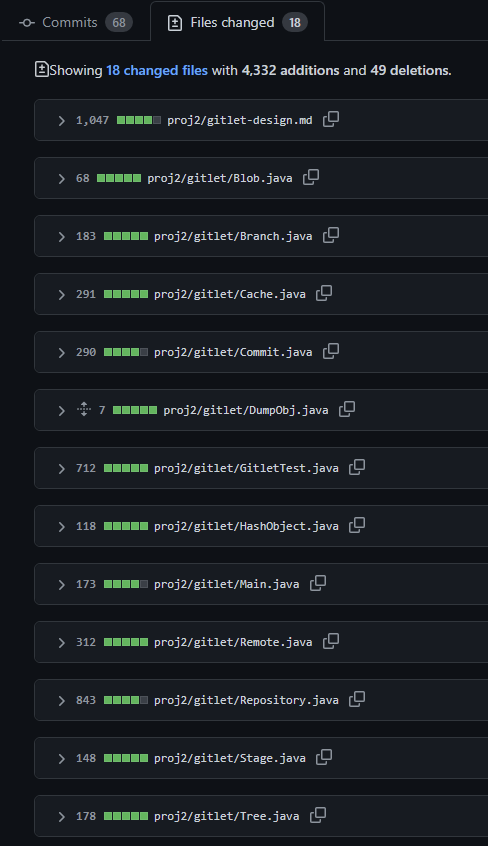 Commits 68 Files changed 18
Showing 18 changed files with 4,332 additions and 49 deletions.
1,047 proj2/gitlet-design.md
68 proj2/gitlet/Blob.java
183 proj2/gitlet/Branch.java
291 proj2/gitlet/Cache.java
290 proj2/gitlet/Commit.java
7 proj2/gitlet/DumpObj.java
712 proj2/gitlet/GitletTest.java
118 proj2/gitlet/HashObject.java
173 proj2/gitlet/Main.java
312 proj2/gitlet/Remote.java
843 proj2/gitlet/Repository.java
148 proj2/gitlet/Stage.java
178 proj2/gitlet/Tree.java